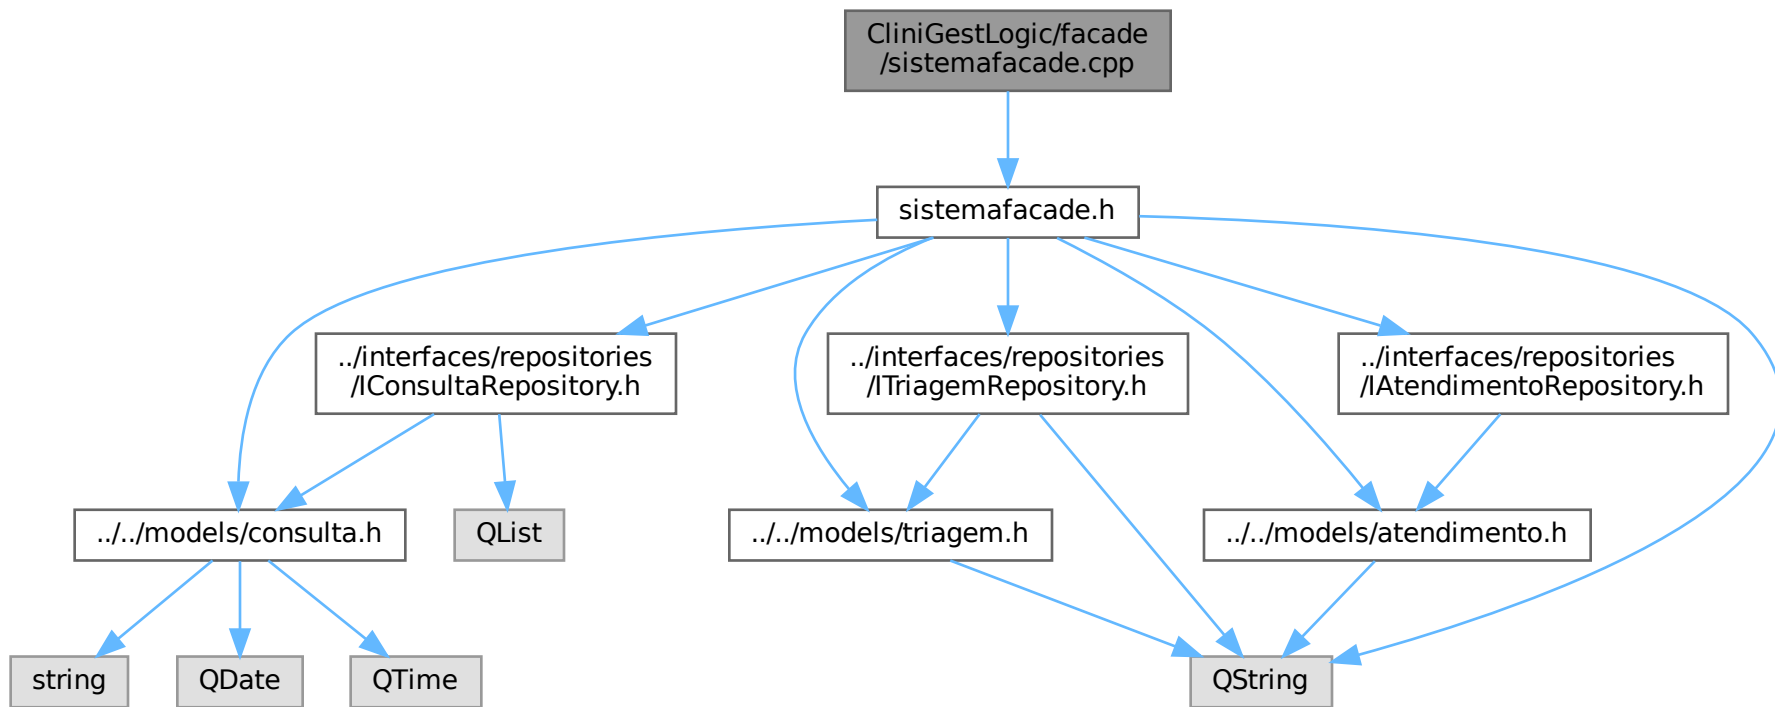 CliniGestLogic/facade
/sistemafacade.cpp
sistemafacade.h
../interfaces/repositories
/IConsultaRepository.h
../interfaces/repositories
/ITriagemRepository.h
../interfaces/repositories
/IAtendimentoRepository.h
../../models/consulta.h
QList
../../models/triagem.h
../../models/atendimento.h
string
QDate
QTime
QString